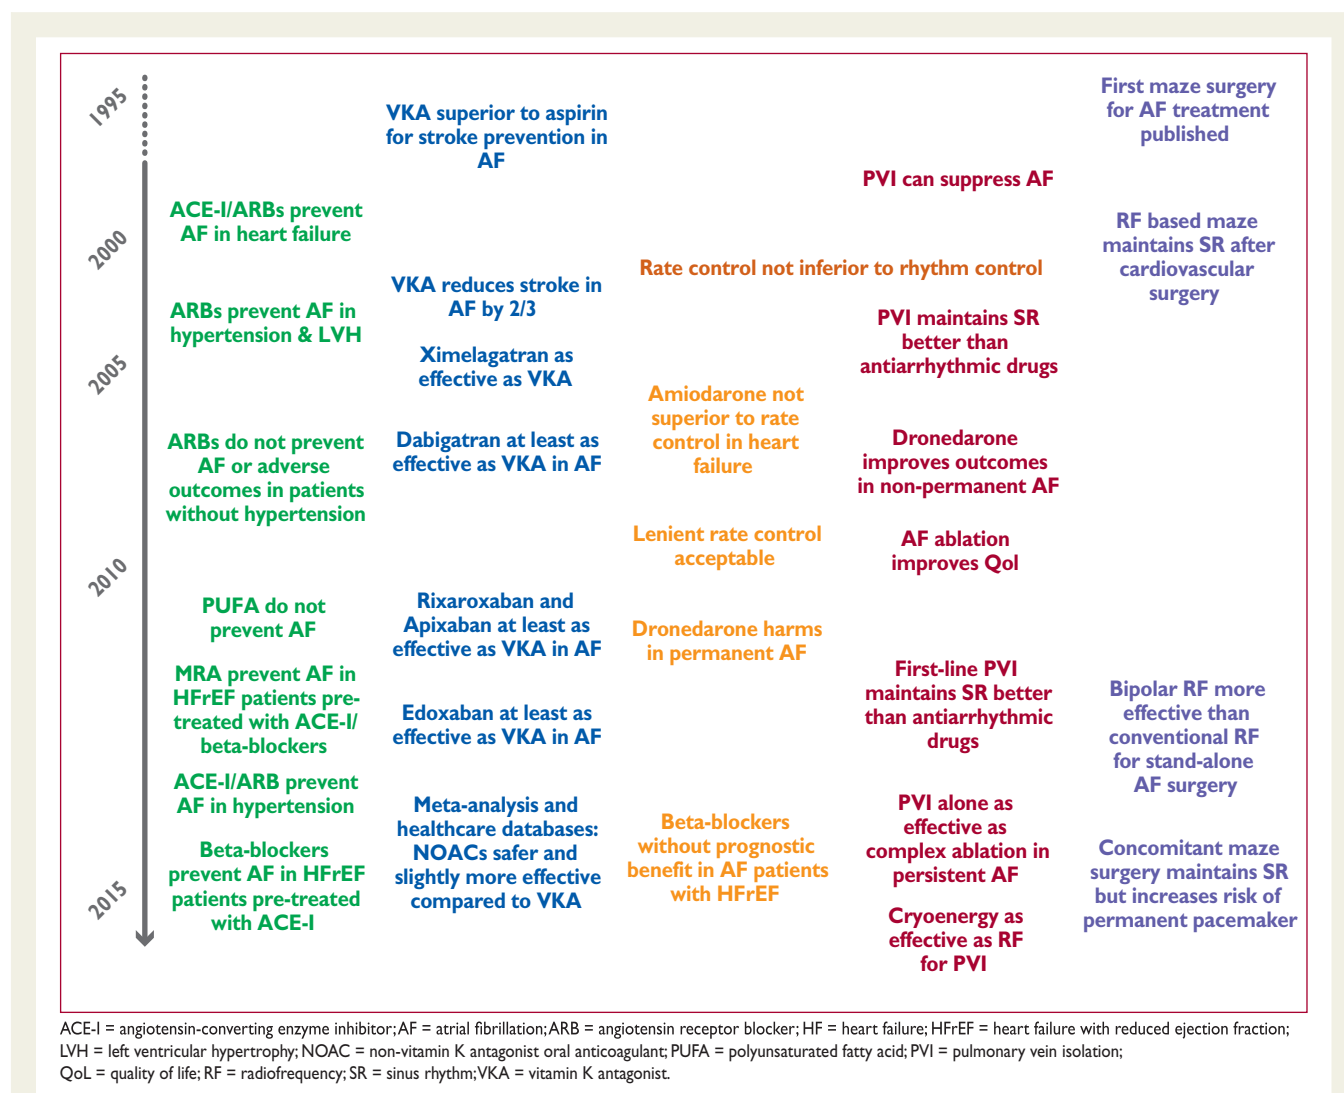 1995
2000
2005
2010
2015
ACE-I/ARBs prevent
AF in heart failure
ARBs prevent AF in
hypertension & LVH
ARBs do not prevent
AF or adverse
outcomes in patients
without hypertension
PUFA do not
prevent AF
MRA prevent AF in
HFrEF patients pre-
treated with ACE-I/
beta-blockers
ACE-I/ARB prevent
AF in hypertension
Beta-blockers
prevent AF in HFrEF
patients pre-treated
with ACE-I
VKA superior to aspirin
for stroke prevention in
AF
VKA reduces stroke in
AF by 2/3
Ximelagatran as
effective as VKA
Dabigatran at least as
effective as VKA in AF
Rixaroxaban and
Apixaban at least as
effective as VKA in AF
Edoxaban at least as
effective as VKA in AF
Meta-analysis and
healthcare databases:
NOACs safer and
slightly more effective
compared to VKA
Rate control not inferior to rhythm control
Amiodarone not
superior to rate
control in heart
failure
Lenient rate control
acceptable
Dronedarone harms
in permanent AF
Beta-blockers
without prognostic
benefit in AF patients
with HFrEF
PVI can suppress AF
PVI maintains SR
better than
antiarrhythmic drugs
Dronedarone
improves outcomes
in non-permanent AF
AF ablation
improves Qol
First-line PVI
maintains SR better
than antiarrhythmic
drugs
PVI alone as
effective as
complex ablation in
persistent AF
Cryoenergy as
effective as RF
for PVI
First maze surgery
for AF treatment
published
RF based maze
maintains SR after
cardiovascular
surgery
Bipolar RF more
effective than
conventional RF
for stand-alone
AF surgery
Concomitant maze
surgery maintains SR
but increases risk of
permanent pacemaker
ACE-I = angiotensin-converting enzyme inhibitor; AF = atrial fibrillation; ARB = angiotensin receptor blocker; HF = heart failure; HFrEF = heart failure with reduced ejection fraction;
LVH = left ventricular hypertrophy; NOAC = non-vitamin K antagonist oral anticoagulant; PUFA = polyunsaturated fatty acid; PVI = pulmonary vein isolation;
QoL = quality of life; RF = radiofrequency; SR = sinus rhythm; VKA = vitamin K antagonist.